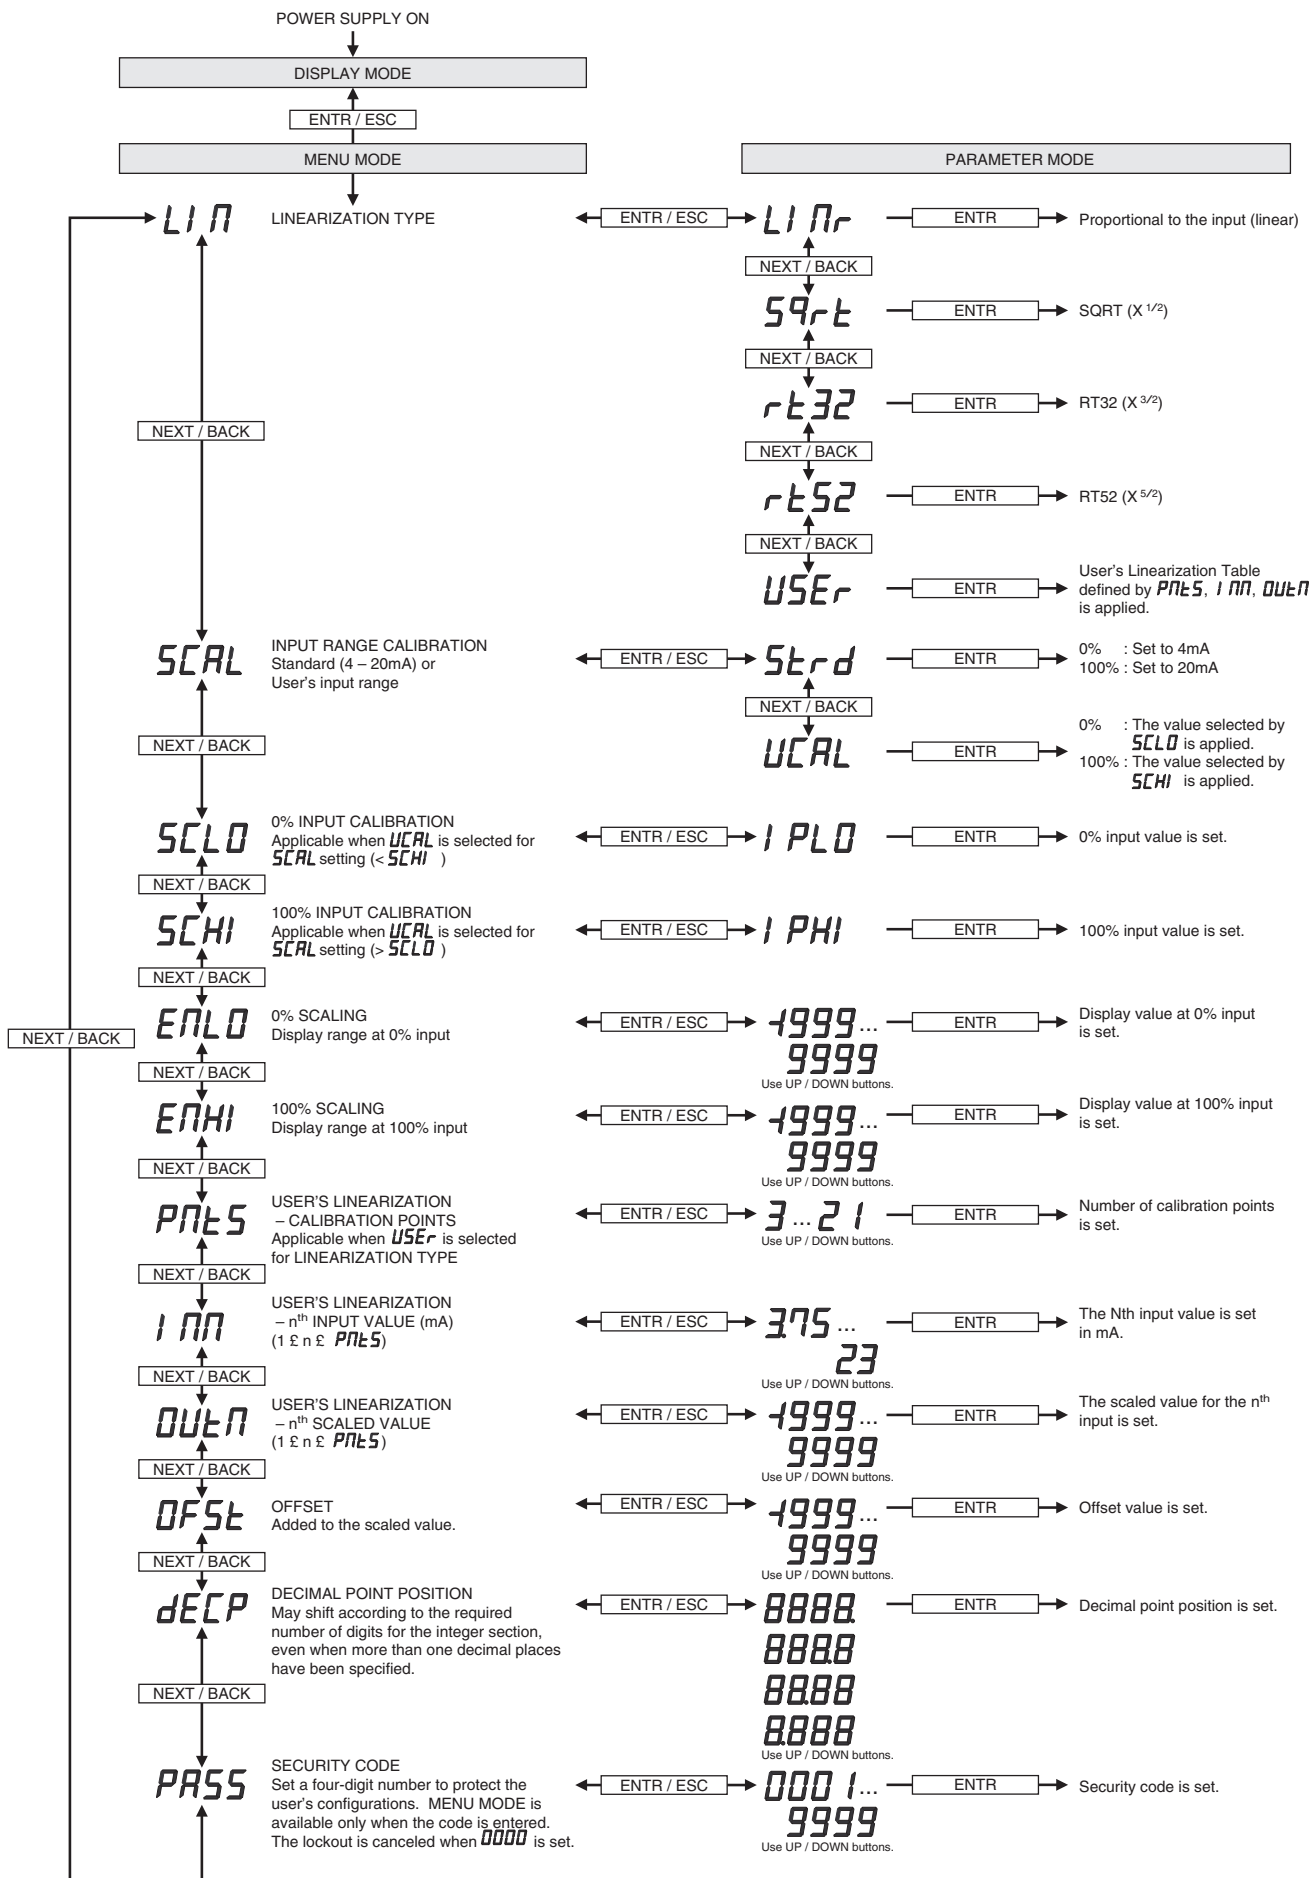 POWER SUPPLY ON
DISPLAY MODE
ENTR / ESC
MENU MODE
PARAMETER MODE
LIN LINEARIZATION TYPE ENTR / ESC LINr ENTR Proportional to the input (linear)
NEXT / BACK
Sqrt ENTR SQRT (X 1/2)
NEXT / BACK
rt32 ENTR RT32 (X 3/2)
NEXT / BACK
NEXT / BACK
rt52 ENTR RT52 (X 5/2)
NEXT / BACK
USEr ENTR User's Linearization Table
defined by PNtS, INN, OUtN
is applied.
SCAL INPUT RANGE CALIBRATION
Standard (4 – 20mA) or
User's input range
ENTR / ESC Strd ENTR 0% : Set to 4mA
100% : Set to 20mA
NEXT / BACK
NEXT / BACK
UCAL ENTR 0% : The value selected by
SCLO is applied.
100% : The value selected by
SCHI is applied.
SCLO 0% INPUT CALIBRATION
Applicable when UCAL is selected for
SCAL setting (< SCHI )
ENTR / ESC IPLO ENTR 0% input value is set.
NEXT / BACK
SCHI 100% INPUT CALIBRATION
Applicable when UCAL is selected for
SCAL setting (> SCLO )
ENTR / ESC IPHI ENTR 100% input value is set.
NEXT / BACK
ENLO 0% SCALING
Display range at 0% input
ENTR / ESC -1999...
9999
Use UP / DOWN buttons.
ENTR Display value at 0% input
is set.
NEXT / BACK
NEXT / BACK
ENHI 100% SCALING
Display range at 100% input
ENTR / ESC -1999...
9999
Use UP / DOWN buttons.
ENTR Display value at 100% input
is set.
NEXT / BACK
PNtS USER'S LINEARIZATION
– CALIBRATION POINTS
Applicable when USEr is selected
for LINEARIZATION TYPE
ENTR / ESC 3...21
Use UP / DOWN buttons.
ENTR Number of calibration points
is set.
NEXT / BACK
INN USER'S LINEARIZATION
– nth INPUT VALUE (mA)
(1 £ n £ PNtS)
ENTR / ESC 3.75 ...
23
Use UP / DOWN buttons.
ENTR The Nth input value is set
in mA.
NEXT / BACK
OUtN USER'S LINEARIZATION
– nth SCALED VALUE
(1 £ n £ PNtS)
ENTR / ESC -1999...
9999
Use UP / DOWN buttons.
ENTR The scaled value for the nth
input is set.
NEXT / BACK
OFSt OFFSET
Added to the scaled value.
ENTR / ESC -1999...
9999
Use UP / DOWN buttons.
ENTR Offset value is set.
NEXT / BACK
dECP DECIMAL POINT POSITION
May shift according to the required
number of digits for the integer section,
even when more than one decimal places
have been specified.
ENTR / ESC 8888.
888.8
88.88
8.888
Use UP / DOWN buttons.
ENTR Decimal point position is set.
NEXT / BACK
PASS SECURITY CODE
Set a four-digit number to protect the
user's configurations. MENU MODE is
available only when the code is entered.
The lockout is canceled when 0000 is set.
ENTR / ESC 0001...
9999
Use UP / DOWN buttons.
ENTR Security code is set.